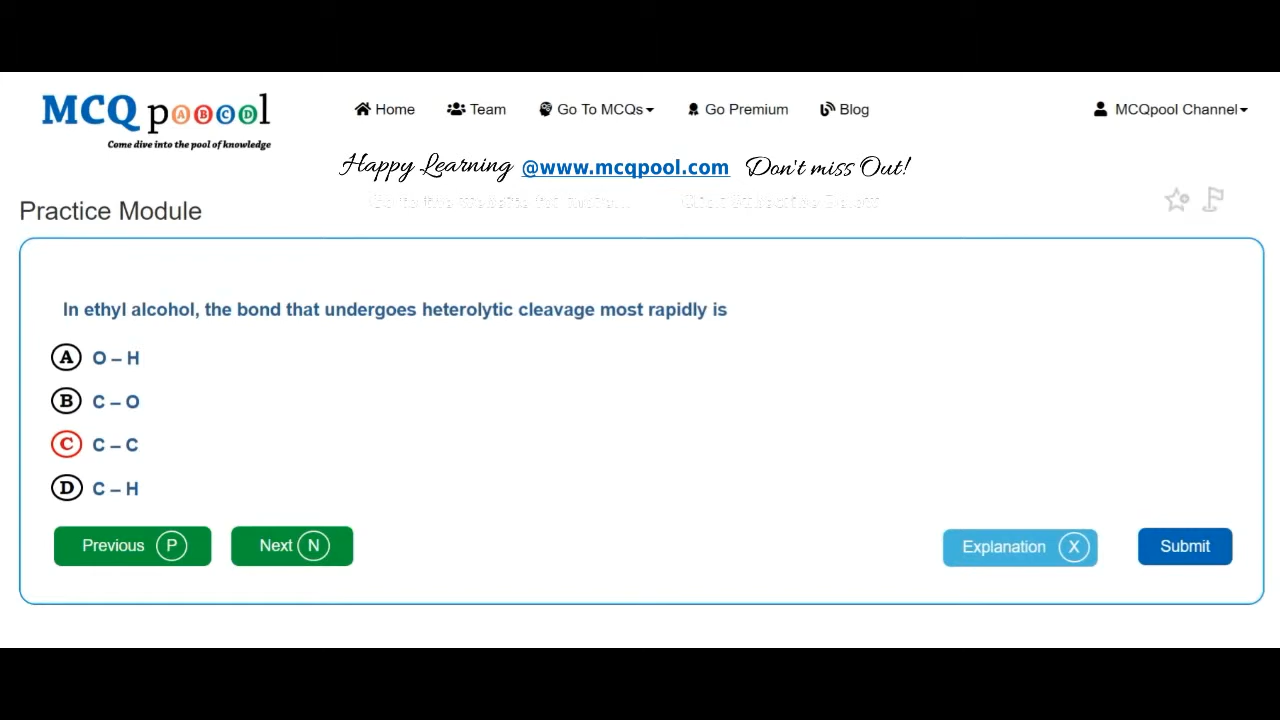 MCQ pABCDl
Come dive into the pool of knowledge
Home Team Go To MCQs Go Premium Blog MCQpool Channel
Happy Learning @www.mcqpool.com Don't miss Out!
Practice Module
In ethyl alcohol, the bond that undergoes heterolytic cleavage most rapidly is
A O – H
B C – O
C C – C
D C – H
Previous P Next N Explanation X Submit